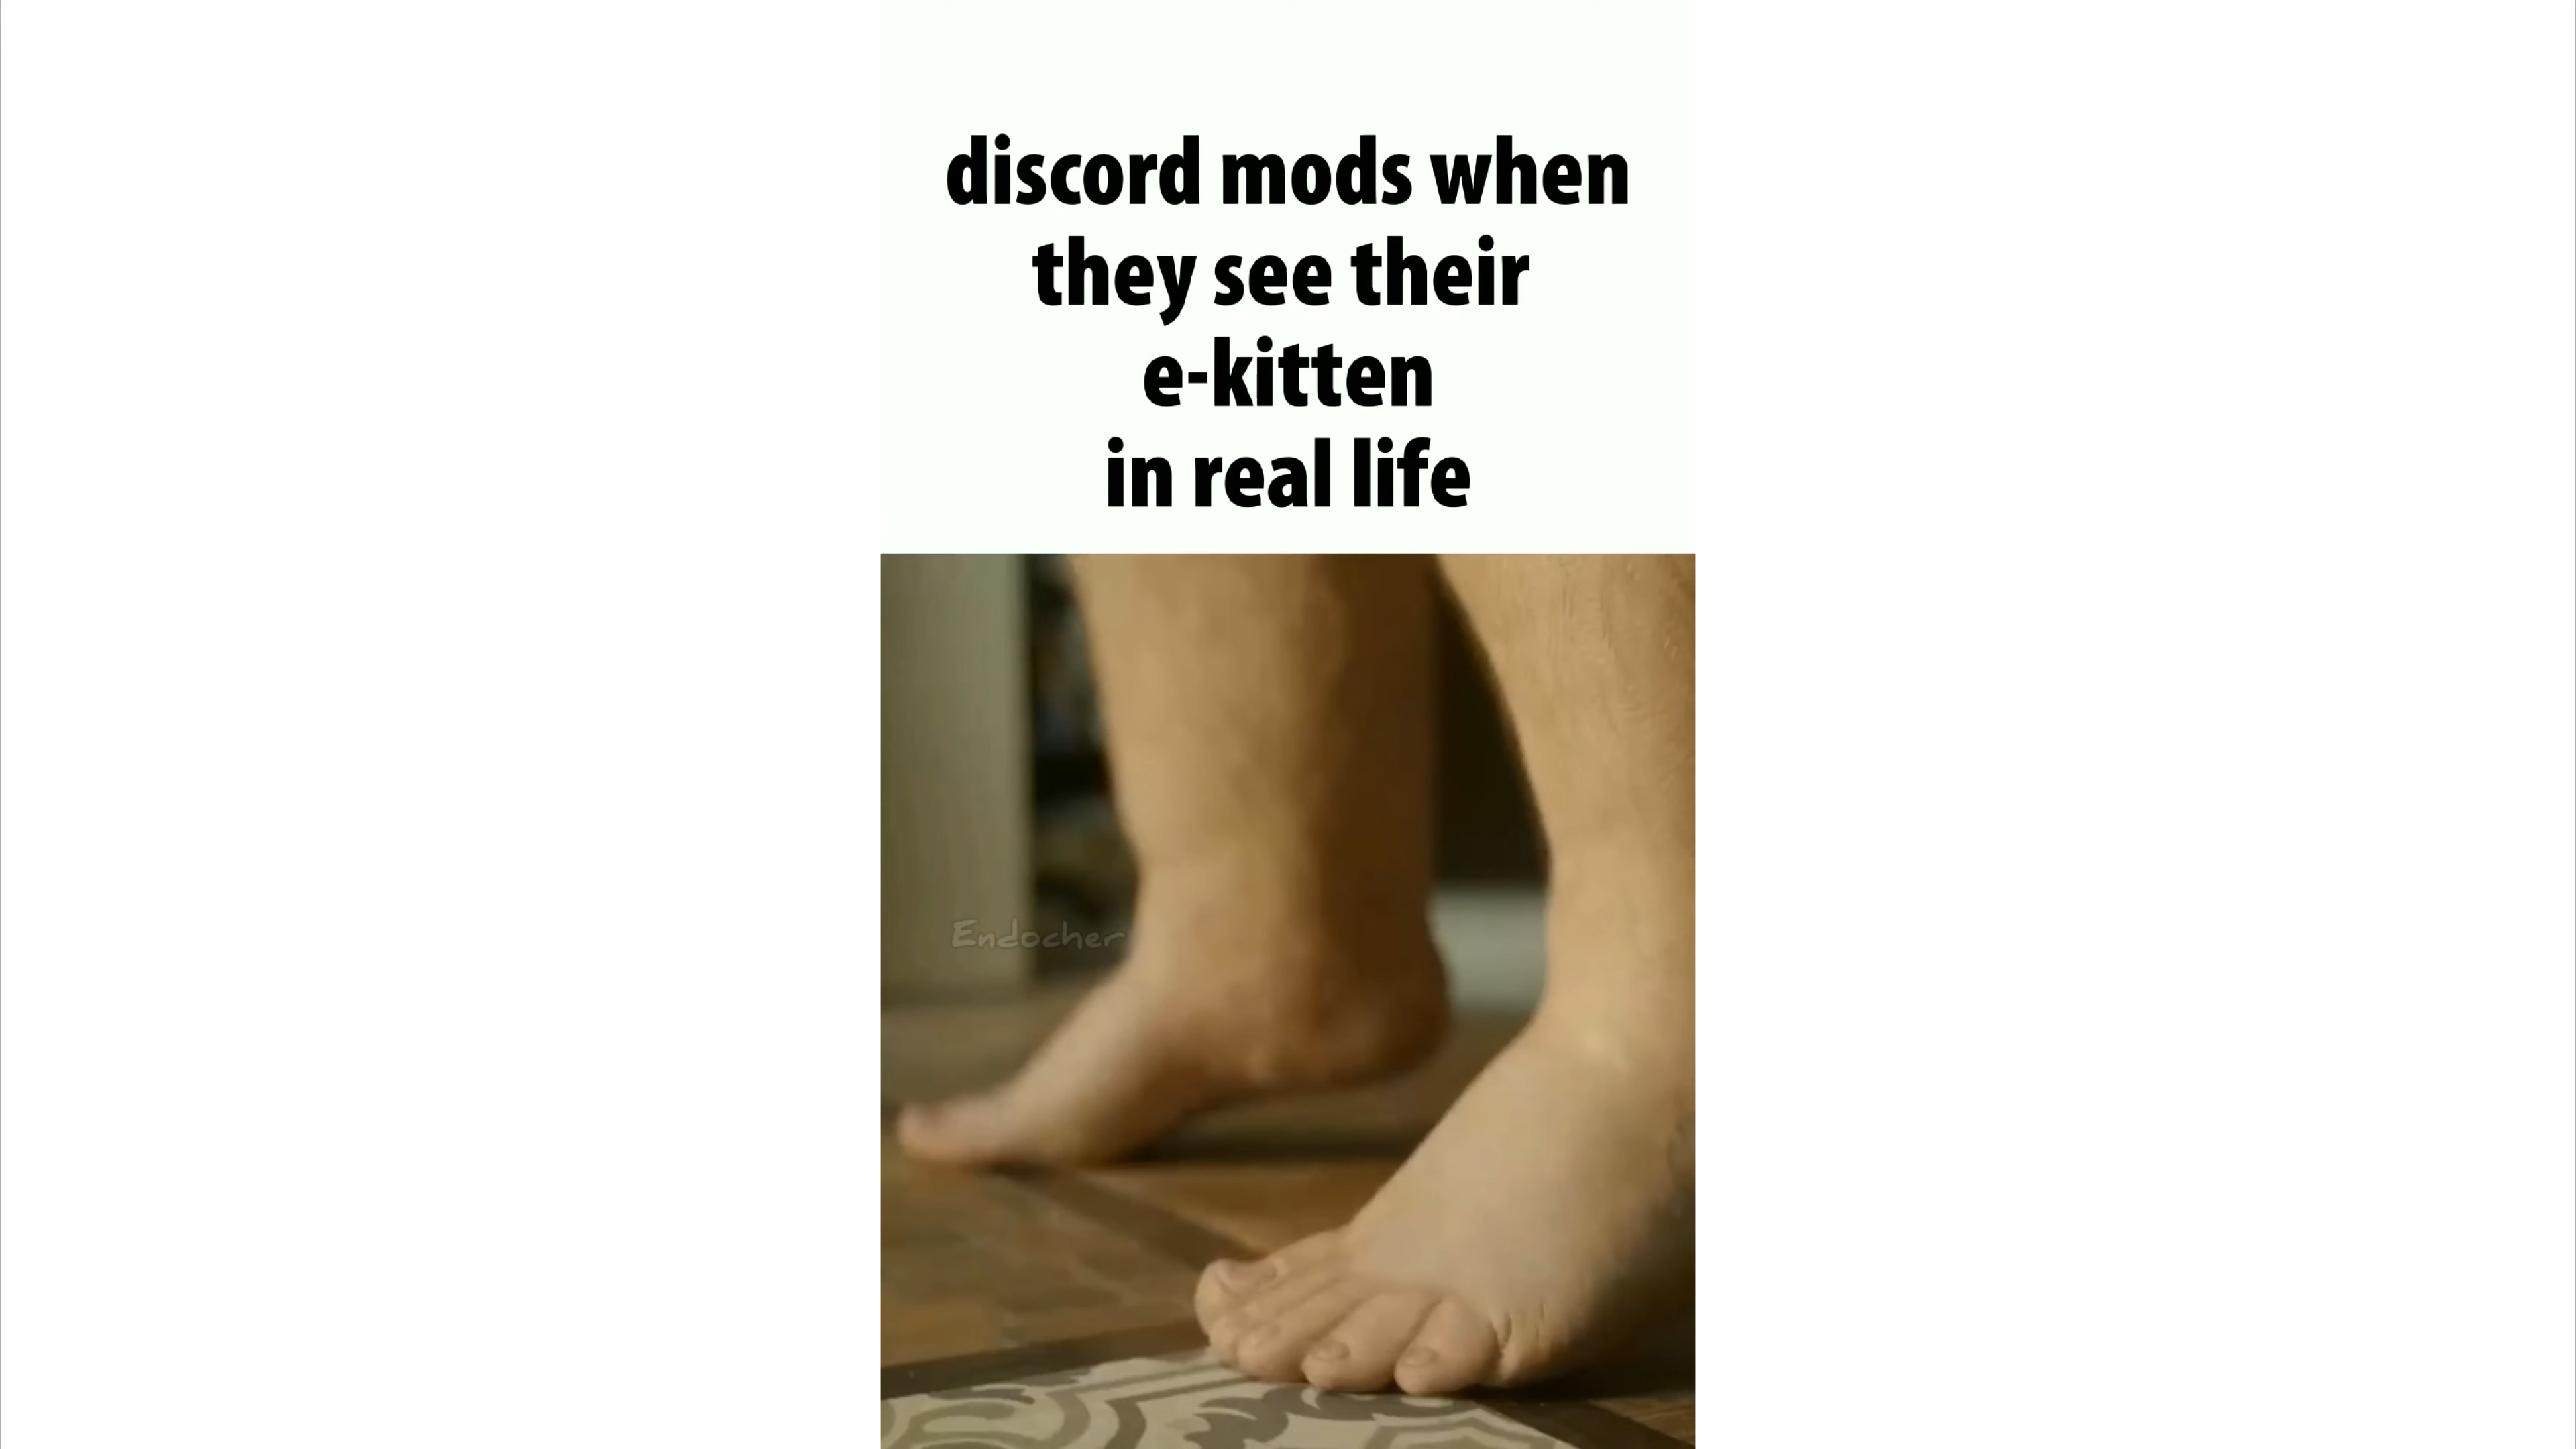 discord mods when
they see their
e-kitten
in real life
Endocher